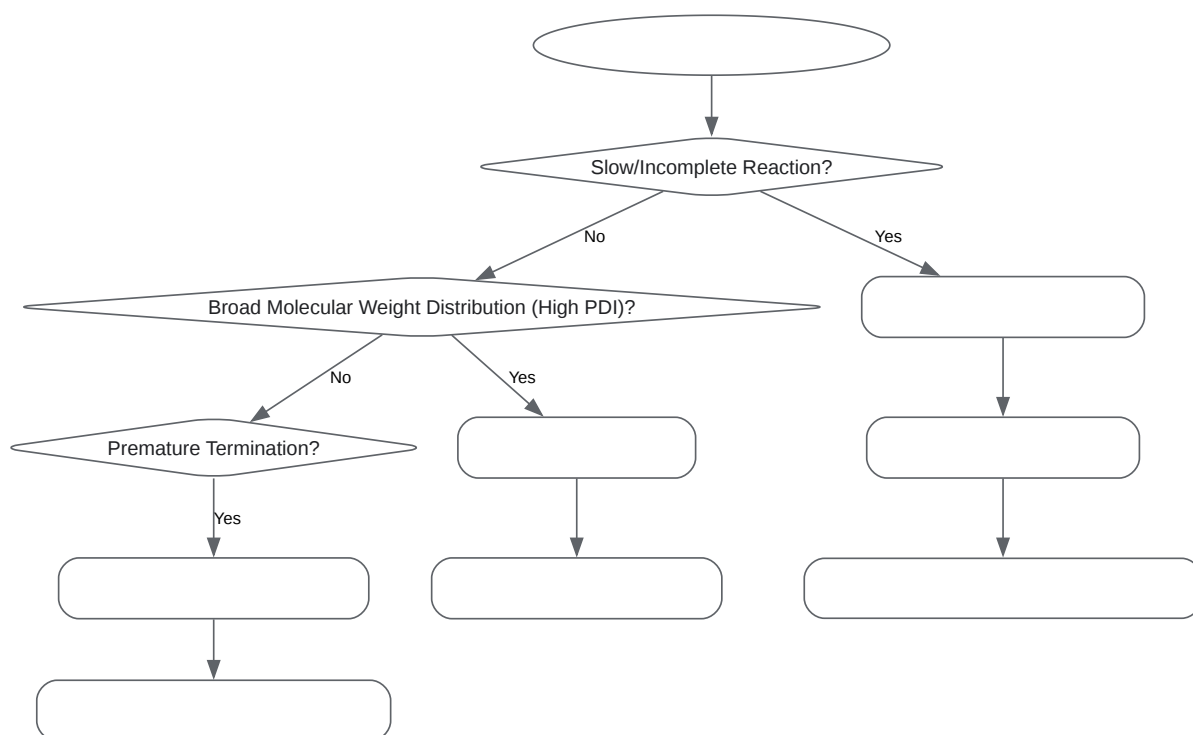 Slow/Incomplete Reaction?
No
Yes
Broad Molecular Weight Distribution (High PDI)?
No
Yes
Premature Termination?
Yes